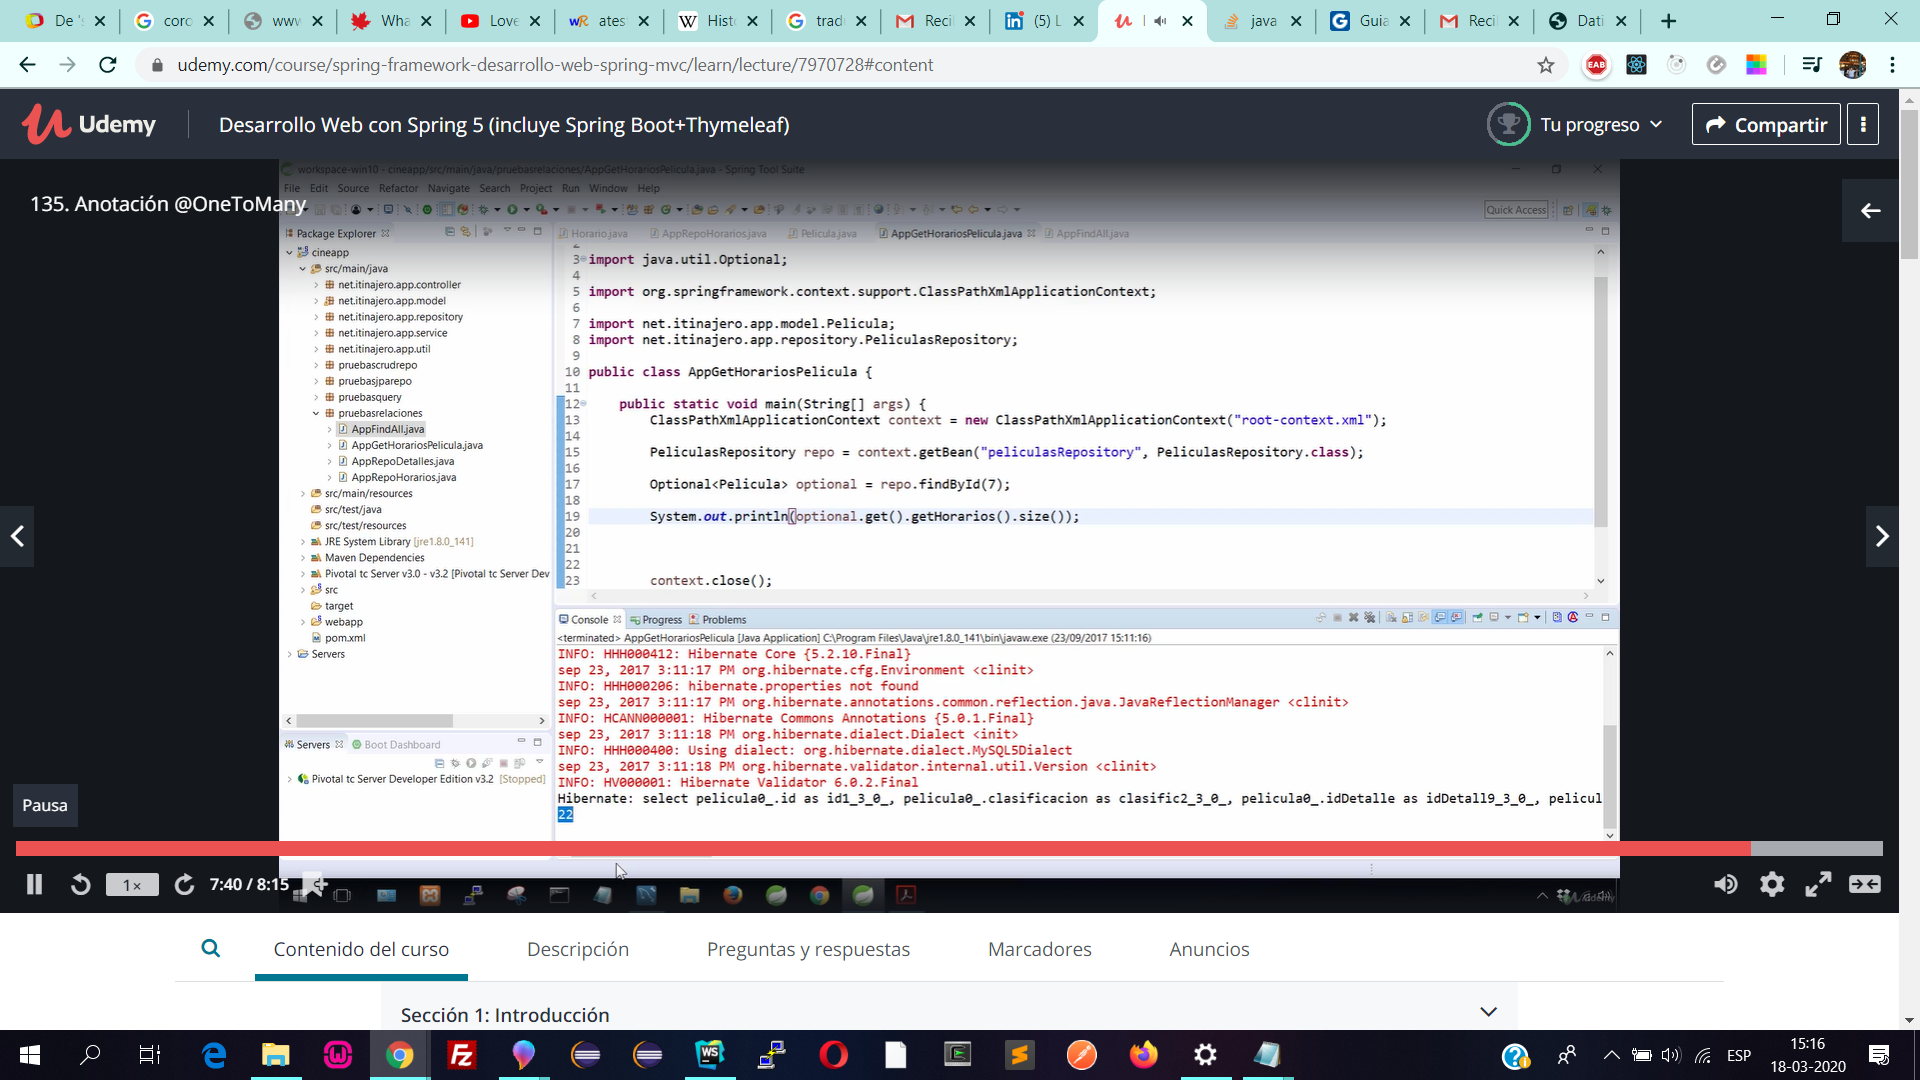 De '
coro
www
Wha
Love
ates
Hist
tradu
Recil
(5) L
java
Guia
Recil
Dati
udemy.com/course/spring-framework-desarrollo-web-spring-mvc/learn/lecture/7970728#content
Udemy
Desarrollo Web con Spring 5 (incluye Spring Boot+Thymeleaf)
Tu progreso
Compartir
workspace-win10 - cineapp/src/main/java/pruebasrelaciones/AppGetHorariosPelicula.java - Spring Tool Suite
File Edit Source Refactor Navigate Search Project Run Window Help
135. Anotación @OneToMany
Quick Access
Package Explorer
Horario.java AppRepoHorarios.java Pelicula.java AppGetHorariosPelicula.java AppFindAll.java
cineapp
src/main/java
net.itinajero.app.controller
net.itinajero.app.model
net.itinajero.app.repository
net.itinajero.app.service
net.itinajero.app.util
pruebascrudrepo
pruebasjparepo
pruebasquery
pruebasrelaciones
AppFindAll.java
AppGetHorariosPelicula.java
AppRepoDetalles.java
AppRepoHorarios.java
src/main/resources
src/test/java
src/test/resources
JRE System Library [jre1.8.0_141]
Maven Dependencies
Pivotal tc Server v3.0 - v3.2 [Pivotal tc Server Dev
src
target
webapp
pom.xml
Servers
3 import java.util.Optional;
4
5 import org.springframework.context.support.ClassPathXmlApplicationContext;
6
7 import net.itinajero.app.model.Pelicula;
8 import net.itinajero.app.repository.PeliculasRepository;
9
10 public class AppGetHorariosPelicula {
11
12 public static void main(String[] args) {
13 ClassPathXmlApplicationContext context = new ClassPathXmlApplicationContext("root-context.xml");
14
15 PeliculasRepository repo = context.getBean("peliculasRepository", PeliculasRepository.class);
16
17 Optional<Pelicula> optional = repo.findById(7);
18
19 System.out.println(optional.get().getHorarios().size());
20
21
22
23 context.close();
Console Progress Problems
<terminated> AppGetHorariosPelicula [Java Application] C:\Program Files\Java\jre1.8.0_141\bin\javaw.exe (23/09/2017 15:11:16)
INFO: HHH000412: Hibernate Core {5.2.10.Final}
sep 23, 2017 3:11:17 PM org.hibernate.cfg.Environment <clinit>
INFO: HHH000206: hibernate.properties not found
sep 23, 2017 3:11:17 PM org.hibernate.annotations.common.reflection.java.JavaReflectionManager <clinit>
INFO: HCANN000001: Hibernate Commons Annotations {5.0.1.Final}
sep 23, 2017 3:11:18 PM org.hibernate.dialect.Dialect <init>
INFO: HHH000400: Using dialect: org.hibernate.dialect.MySQL5Dialect
sep 23, 2017 3:11:18 PM org.hibernate.validator.internal.util.Version <clinit>
INFO: HV000001: Hibernate Validator 6.0.2.Final
Hibernate: select pelicula0_.id as id1_3_0_, pelicula0_.clasificacion as clasific2_3_0_, pelicula0_.idDetalle as idDetall9_3_0_, pelicul
22
Servers Boot Dashboard
Pivotal tc Server Developer Edition v3.2 [Stopped]
Pausa
1×
7:40 / 8:15
Udemy
Contenido del curso
Descripción
Preguntas y respuestas
Marcadores
Anuncios
Sección 1: Introducción
ESP
15:16
18-03-2020